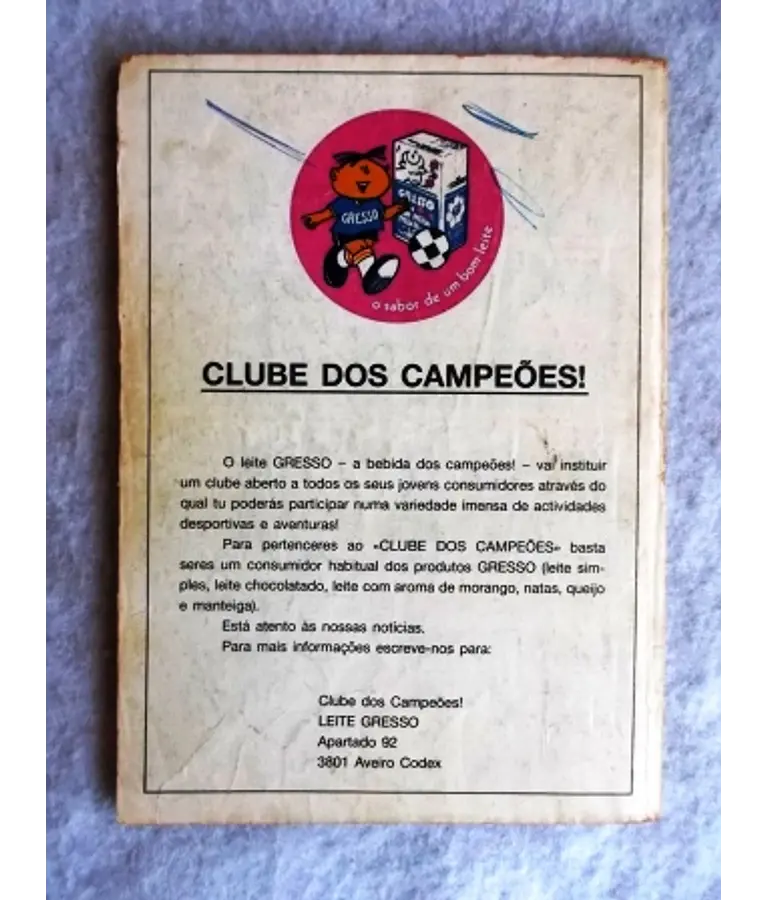 GRESSO
GRESSO
o sabor de um bom leite
CLUBE DOS CAMPEÕES!
O leite GRESSO – a bebida dos campeões! – vai instituir
um clube aberto a todos os seus jovens consumidores através do
qual tu poderás participar numa variedade imensa de actividades
desportivas e aventuras!
Para pertenceres ao «CLUBE DOS CAMPEÕES» basta
seres um consumidor habitual dos produtos GRESSO (leite sim-
ples, leite chocolatado, leite com aroma de morango, natas, queijo
e manteiga).
Está atento às nossas notícias.
Para mais informações escreve-nos para:
Clube dos Campeões!
LEITE GRESSO
Apartado 92
3801 Aveiro Codex